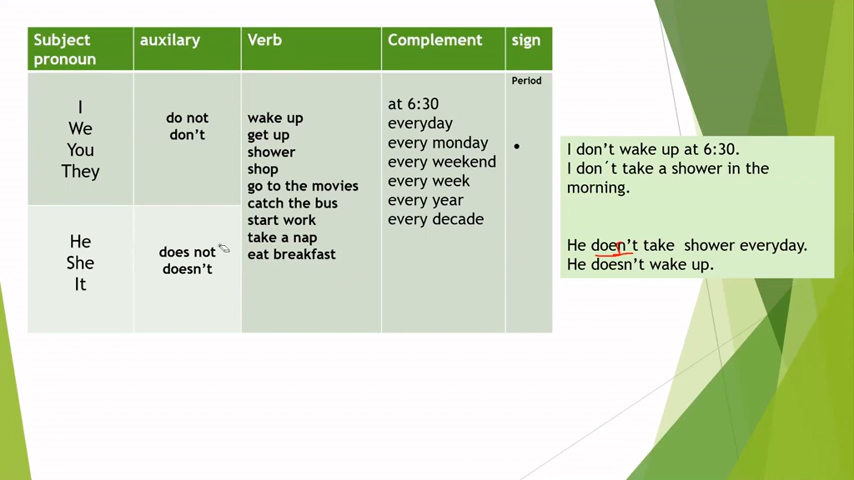 Subject
pronoun
auxilary
Verb
Complement
sign
I
We
You
They
do not
don't
He
She
It
does not
doesn't
wake up
get up
shower
shop
go to the movies
catch the bus
start work
take a nap
eat breakfast
at 6:30
everyday
every monday
every weekend
every week
every year
every decade
Period
.
I don't wake up at 6:30.
I don´t take a shower in the
morning.
He doen't take  shower everyday.
He doesn't wake up.